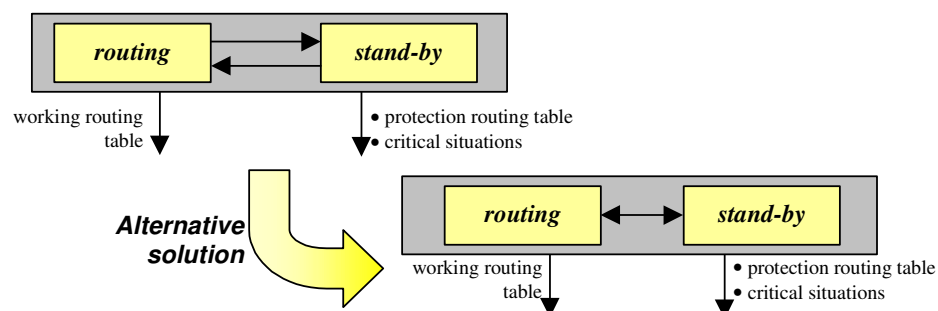 routing
stand-by
working routing
table
• protection routing table
• critical situations
Alternative
solution
routing
stand-by
working routing
table
• protection routing table
• critical situations